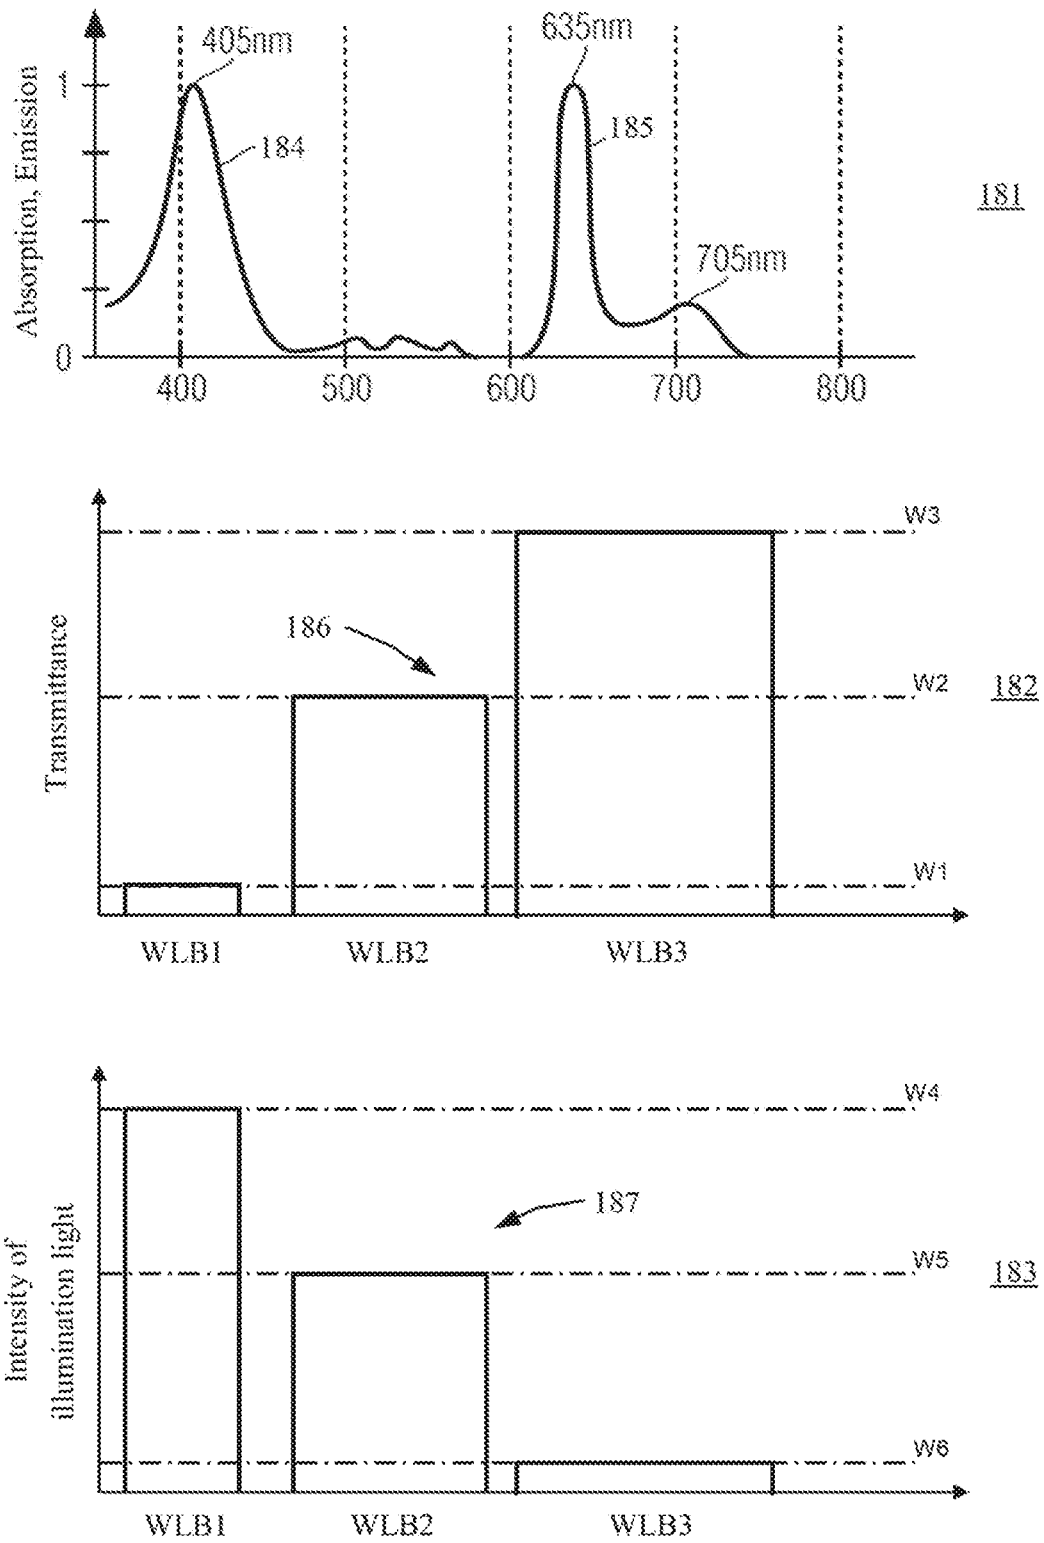 405nm
635nm
1
184
185
Absorption, Emission
181
705nm
0
400
500
600
700
800
W3
186
Transmittance
W2
182
W1
WLB1
WLB2
WLB3
W4
187
Intensity of
illumination light
W5
183
W6
WLB1
WLB2
WLB3